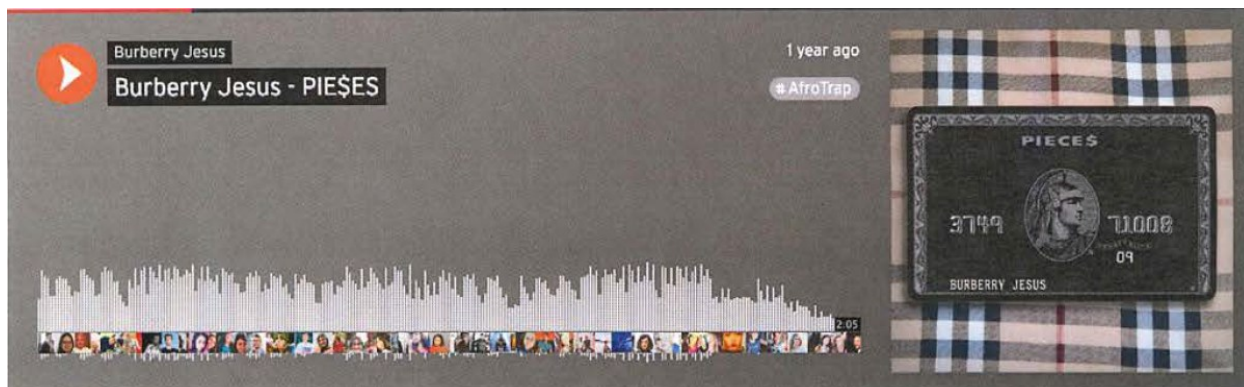 Burberry Jesus
Burberry Jesus - PIE$ES
1 year ago
# AfroTrap
2:05
PIECE$
3749 71008
09
BURBERRY JESUS